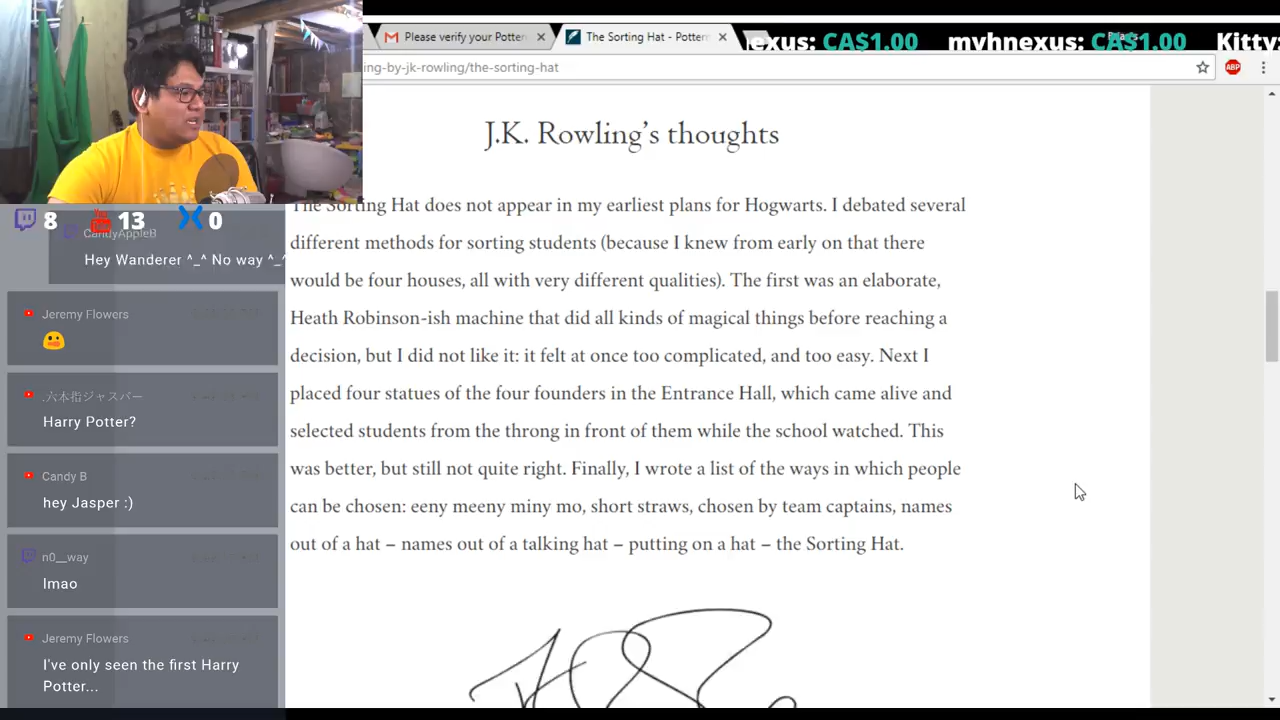 Please verify your Potter
The Sorting Hat - Potterm
exus: CA$1.00 myhnexus: CA$1.00 Kitty:
ing-by-jk-rowling/the-sorting-hat
ABP
J.K. Rowling's thoughts
The Sorting Hat does not appear in my earliest plans for Hogwarts. I debated several
different methods for sorting students (because I knew from early on that there
would be four houses, all with very different qualities). The first was an elaborate,
Heath Robinson-ish machine that did all kinds of magical things before reaching a
decision, but I did not like it: it felt at once too complicated, and too easy. Next I
placed four statues of the four founders in the Entrance Hall, which came alive and
selected students from the throng in front of them while the school watched. This
was better, but still not quite right. Finally, I wrote a list of the ways in which people
can be chosen: eeny meeny miny mo, short straws, chosen by team captains, names
out of a hat – names out of a talking hat – putting on a hat – the Sorting Hat.
8
You
13
0
CandyAppleB
Hey Wanderer ^_^ No way ^_^
Jeremy Flowers
.六本指ジャスパー
Harry Potter?
Candy B
hey Jasper :)
n0__way
lmao
Jeremy Flowers
I've only seen the first Harry
Potter...